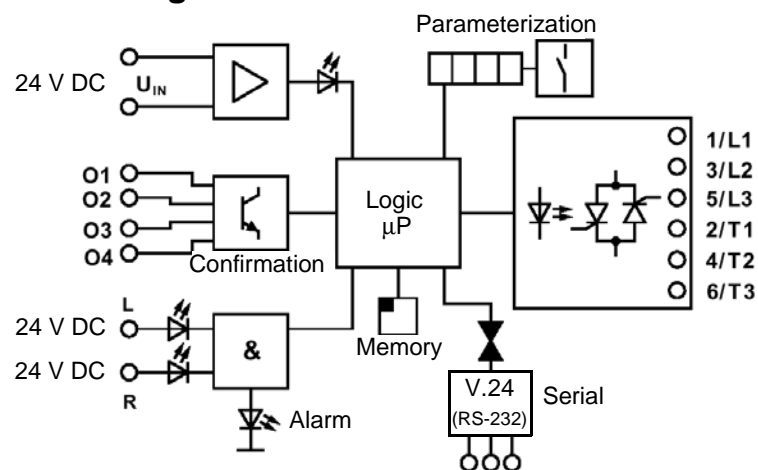 g
Parameterization
24 V DC
UIN
1/L1
3/L2
5/L3
2/T1
4/T2
6/T3
O1
O2
O3
O4
Logic
µP
Confirmation
L
24 V DC
24 V DC
R
&
Memory
Alarm
V.24
(RS-232)
Serial